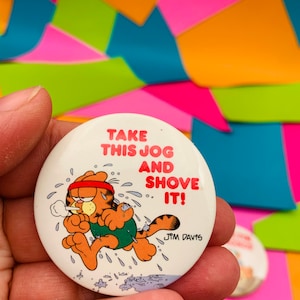 TAKE
THIS JOG
AND
SHOVE
IT!
JIM DAVIS